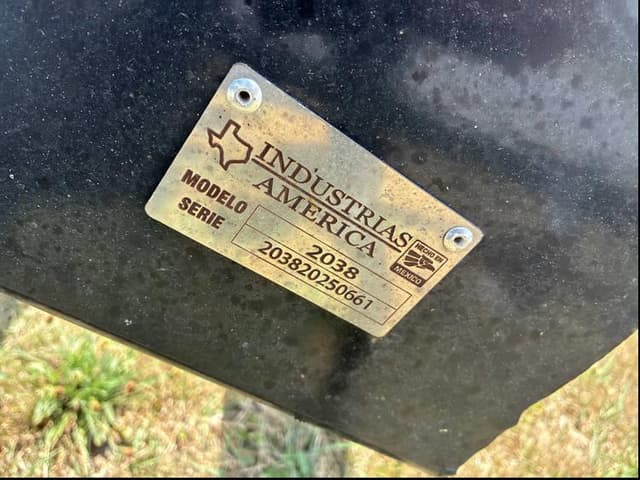 INDUSTRIAS
AMERICA
MODELO 2038
SERIE 203820250661
HECHO EN
MEXICO